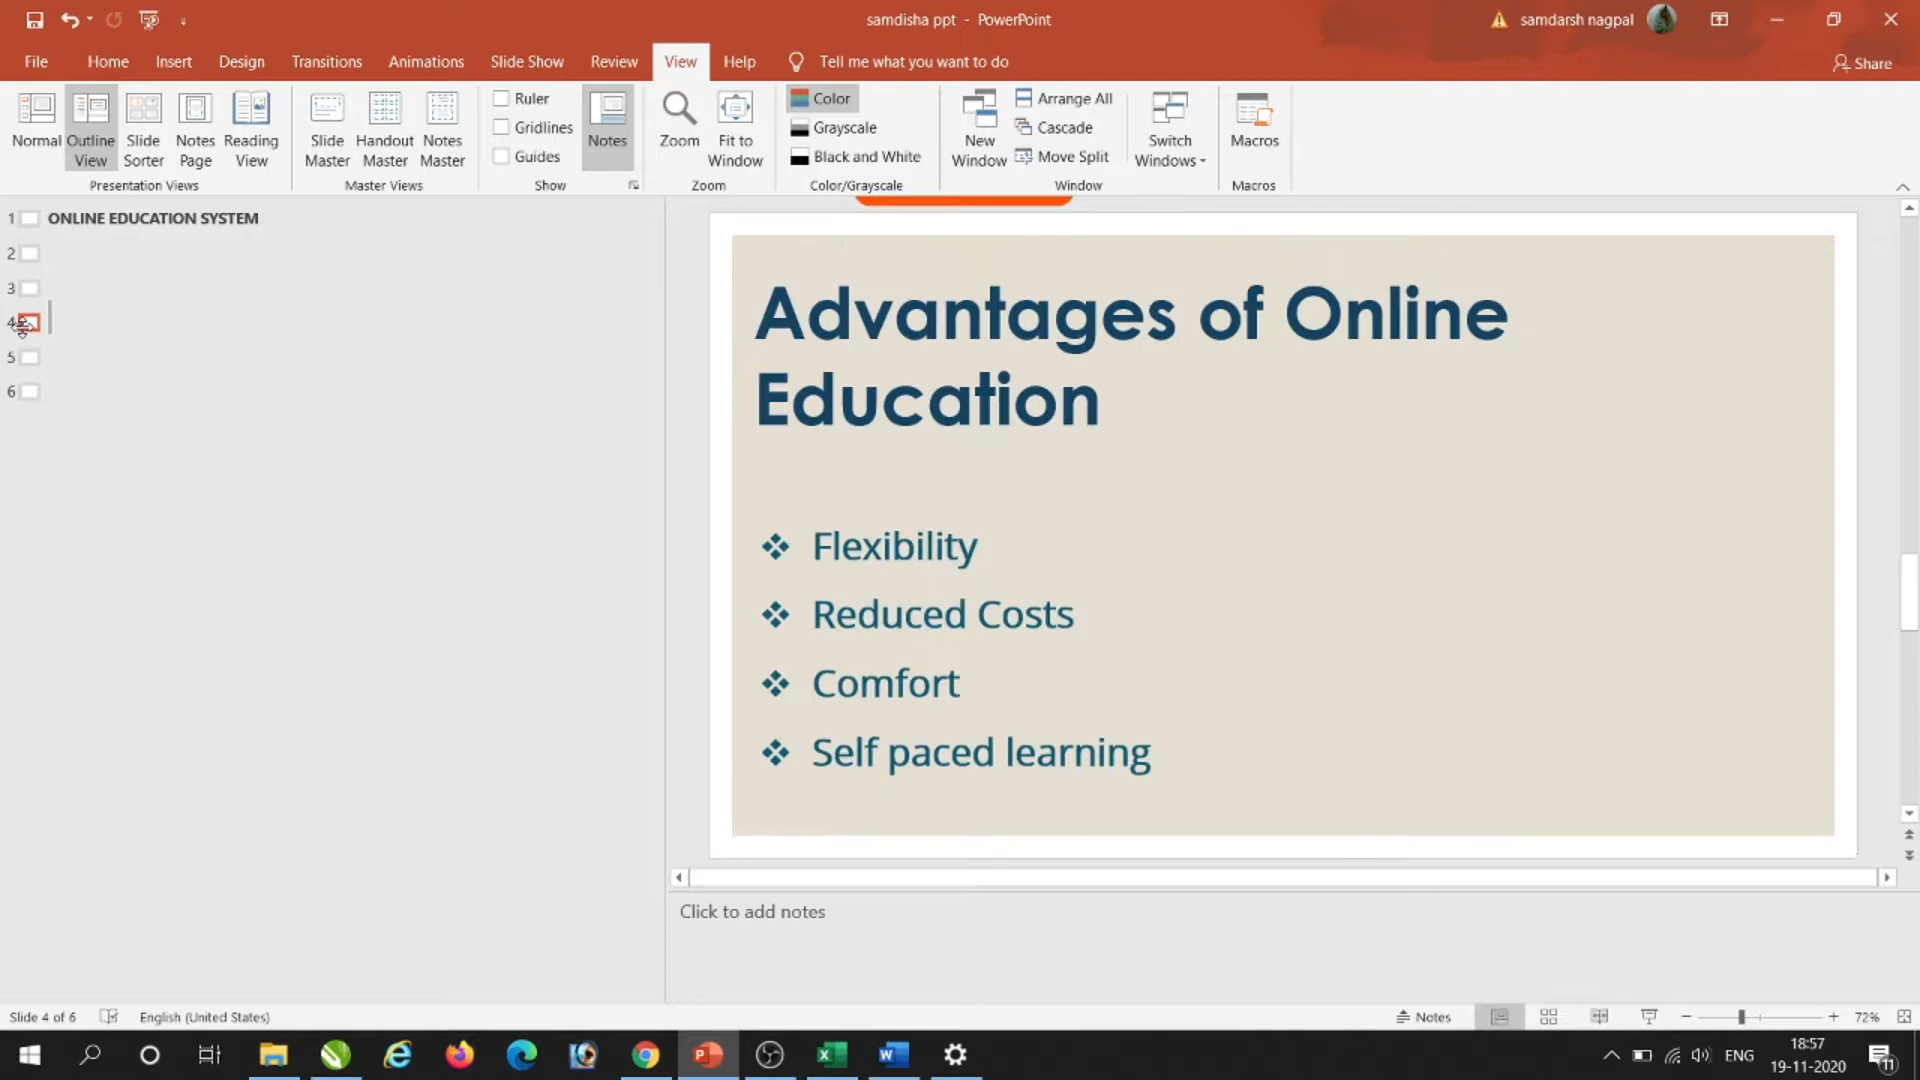 samdisha ppt - PowerPoint
samdarsh nagpal
File Home Insert Design Transitions Animations Slide Show Review View Help Tell me what you want to do
Share
Normal
Outline View
Slide Sorter
Notes Page
Reading View
Presentation Views
Slide Master
Handout Master
Notes Master
Master Views
Ruler
Gridlines
Guides
Show
Notes
Zoom
Fit to Window
Zoom
Color
Grayscale
Black and White
Color/Grayscale
New Window
Arrange All
Cascade
Move Split
Switch Windows
Window
Macros
Macros
1 ONLINE EDUCATION SYSTEM
2
3
4
5
6
Advantages of Online
Education
Flexibility
Reduced Costs
Comfort
Self paced learning
Click to add notes
Slide 4 of 6 English (United States)
Notes
72%
ENG
18:57
19-11-2020
11